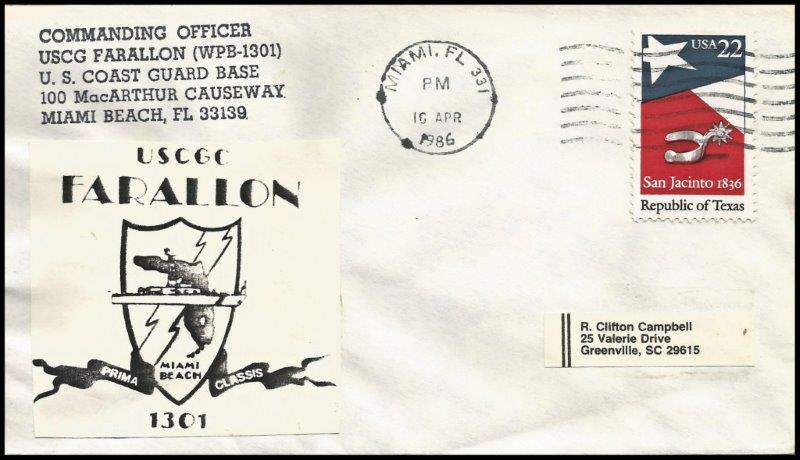 COMMANDING OFFICER
USCG FARALLON (WPB-1301)
U. S. COAST GUARD BASE
100 MacARTHUR CAUSEWAY
MIAMI BEACH, FL 33139
MIAMI, FL 331
PM
16 APR
1986
USA 22
San Jacinto 1836
Republic of Texas
USCGC
FARALLON
MIAMI
BEACH
PRIMA CLASSIS
1301
R. Clifton Campbell
25 Valerie Drive
Greenville, SC 29615